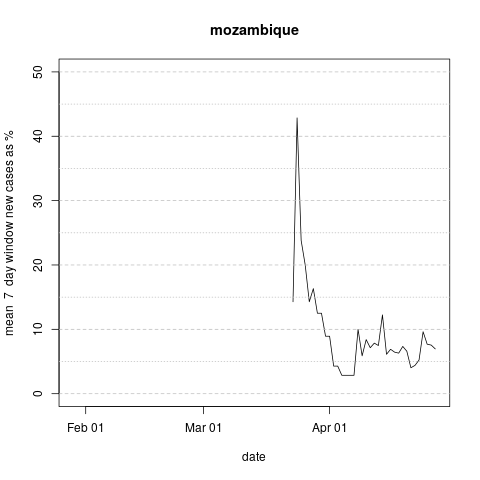 mozambique
mean 7 day window new cases as %
50
40
30
20
10
0
Feb 01
Mar 01
Apr 01
date